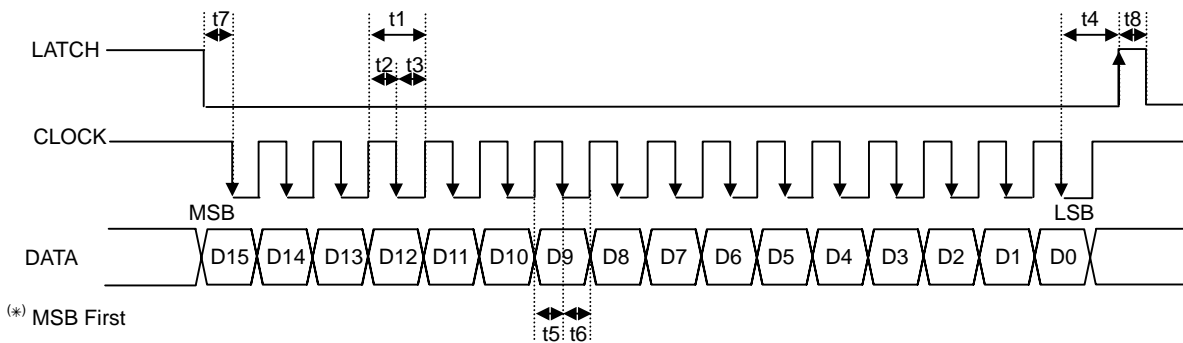 t7 t1 t4 t8
LATCH
t2 t3
CLOCK
MSB LSB
DATA D15 D14 D13 D12 D11 D10 D9 D8 D7 D6 D5 D4 D3 D2 D1 D0
(*) MSB First
t5 t6